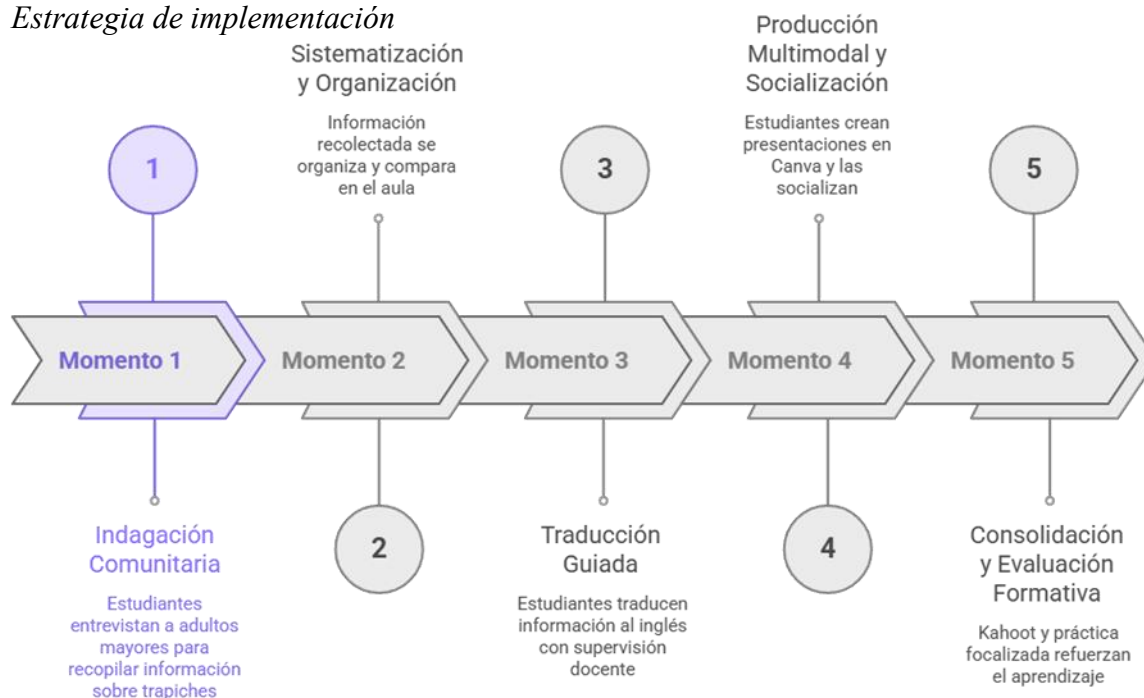 Estrategia de implementación
1
Indagación
Comunitaria
Estudiantes
entrevistan a adultos
mayores para
recopilar información
sobre trapiches
Momento 1
Sistematización
y Organización
Información
recolectada se
organiza y compara
en el aula
Momento 2
2
3
Momento 3
Traducción
Guiada
Estudiantes traducen
información al inglés
con supervisión
docente
Producción
Multimodal y
Socialización
Estudiantes crean
presentaciones en
Canva y las
socializan
Momento 4
4
5
Momento 5
Consolidación
y Evaluación
Formativa
Kahoot y práctica
focalizada refuerzan
el aprendizaje